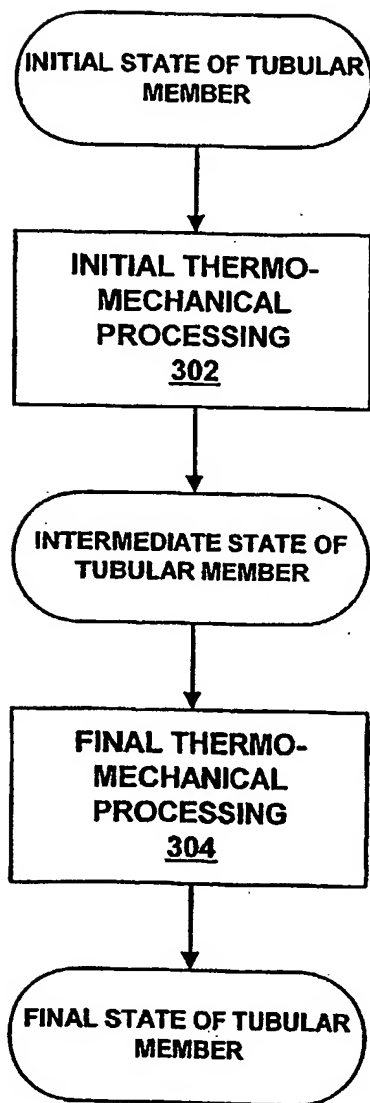 INITIAL STATE OF TUBULAR
MEMBER
INITIAL THERMO-
MECHANICAL
PROCESSING
302
INTERMEDIATE STATE OF
TUBULAR MEMBER
FINAL THERMO-
MECHANICAL
PROCESSING
304
FINAL STATE OF TUBULAR
MEMBER